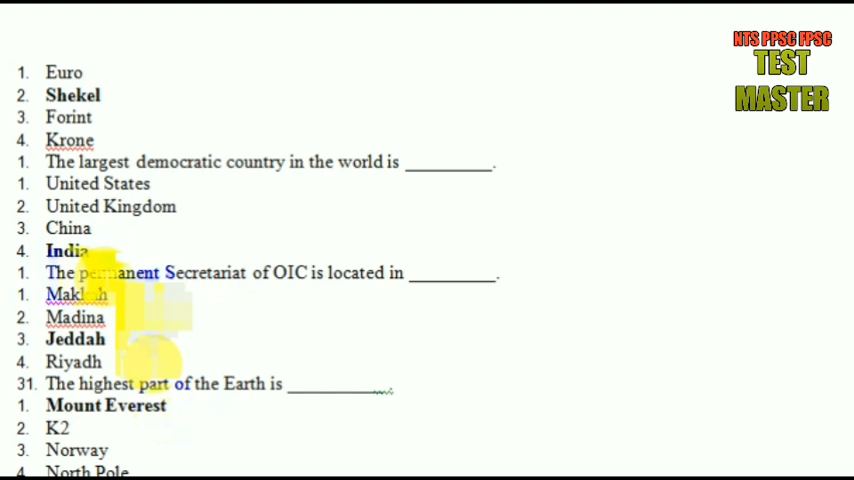 NTS PPSC FPSC
TEST
MASTER
1. Euro
2. Shekel
3. Forint
4. Krone
1. The largest democratic country in the world is __________.
1. United States
2. United Kingdom
3. China
4. India
1. The permanent Secretariat of OIC is located in __________.
1. Makkah
2. Madina
3. Jeddah
4. Riyadh
31. The highest part of the Earth is ____________.
1. Mount Everest
2. K2
3. Norway
4. North Pole